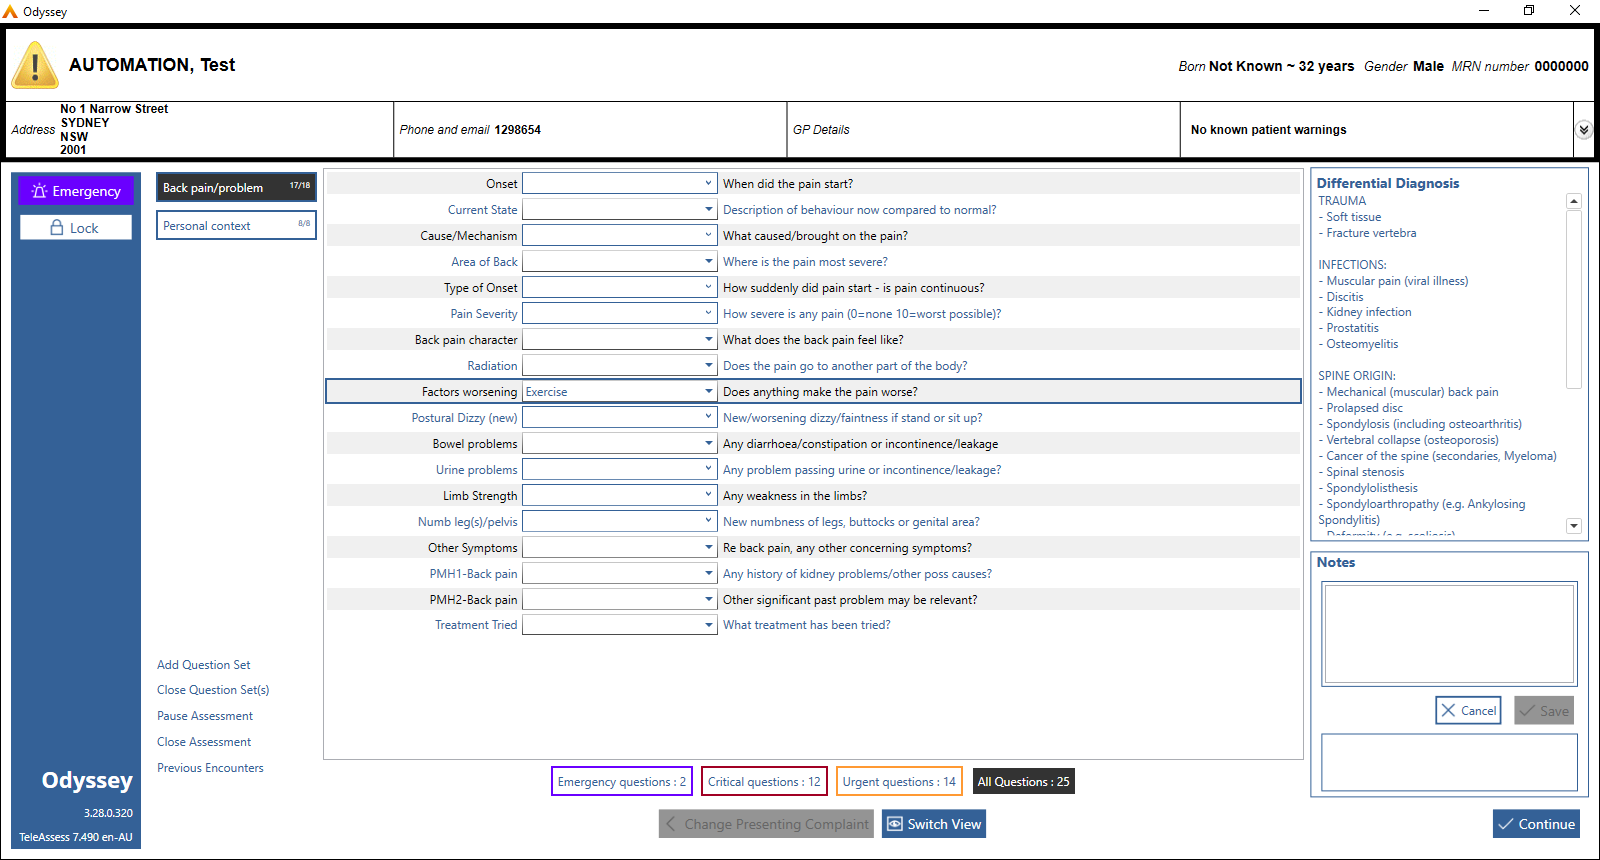 Odyssey
AUTOMATION, Test
Born Not Known ~ 32 years Gender Male MRN number 0000000
Address
No 1 Narrow Street
SYDNEY
NSW
2001
Phone and email 1298654
GP Details
No known patient warnings
Emergency
Lock
Back pain/problem 17/18
Personal context 8/8
Onset When did the pain start?
Current State Description of behaviour now compared to normal?
Cause/Mechanism What caused/brought on the pain?
Area of Back Where is the pain most severe?
Type of Onset How suddenly did pain start - is pain continuous?
Pain Severity How severe is any pain (0=none 10=worst possible)?
Back pain character What does the back pain feel like?
Radiation Does the pain go to another part of the body?
Factors worsening Exercise Does anything make the pain worse?
Postural Dizzy (new) New/worsening dizzy/faintness if stand or sit up?
Bowel problems Any diarrhoea/constipation or incontinence/leakage
Urine problems Any problem passing urine or incontinence/leakage?
Limb Strength Any weakness in the limbs?
Numb leg(s)/pelvis New numbness of legs, buttocks or genital area?
Other Symptoms Re back pain, any other concerning symptoms?
PMH1-Back pain Any history of kidney problems/other poss causes?
PMH2-Back pain Other significant past problem may be relevant?
Treatment Tried What treatment has been tried?
Differential Diagnosis
TRAUMA
- Soft tissue
- Fracture vertebra
INFECTIONS:
- Muscular pain (viral illness)
- Discitis
- Kidney infection
- Prostatitis
- Osteomyelitis
SPINE ORIGIN:
- Mechanical (muscular) back pain
- Prolapsed disc
- Spondylosis (including osteoarthritis)
- Vertebral collapse (osteoporosis)
- Cancer of the spine (secondaries, Myeloma)
- Spinal stenosis
- Spondylolisthesis
- Spondyloarthropathy (e.g. Ankylosing
Spondylitis)
- Deformity (e.g. scoliosis)
Notes
Cancel
Save
Add Question Set
Close Question Set(s)
Pause Assessment
Close Assessment
Previous Encounters
Odyssey
3.28.0.320
TeleAssess 7.490 en-AU
Emergency questions : 2
Critical questions : 12
Urgent questions : 14
All Questions : 25
Change Presenting Complaint
Switch View
Continue